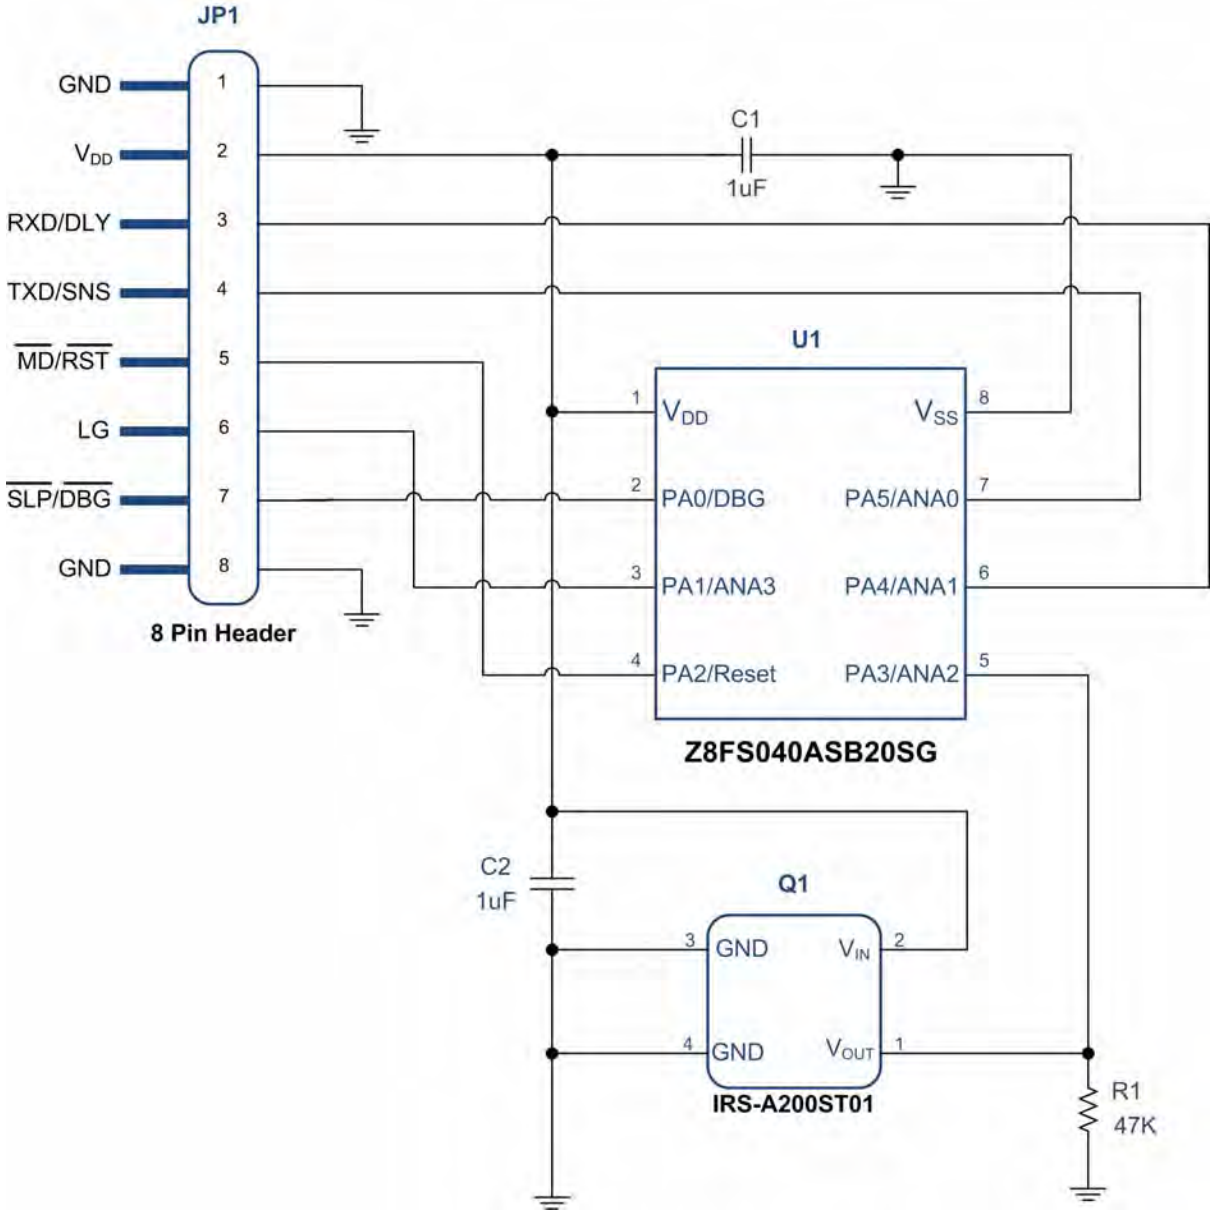 JP1
GND 1
VDD 2
C1
1uF
RXD/DLY 3
TXD/SNS 4
MD/RST 5
LG 6
SLP/DBG 7
GND 8
8 Pin Header
U1
1 VDD VSS 8
2 PA0/DBG PA5/ANA0 7
3 PA1/ANA3 PA4/ANA1 6
4 PA2/Reset PA3/ANA2 5
Z8FS040ASB20SG
C2
1uF
Q1
3 GND VIN 2
4 GND VOUT 1
IRS-A200ST01
R1
47K